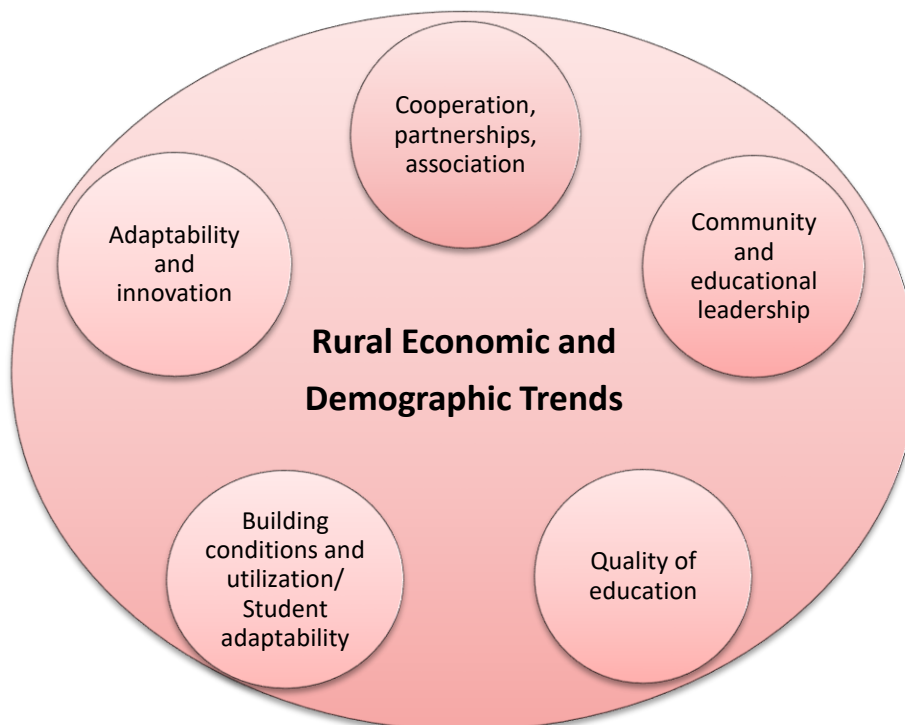 Cooperation,
partnerships,
association
Adaptability
and
innovation
Community
and
educational
leadership
Rural Economic and
Demographic Trends
Building
conditions and
utilization/
Student
adaptability
Quality of
education